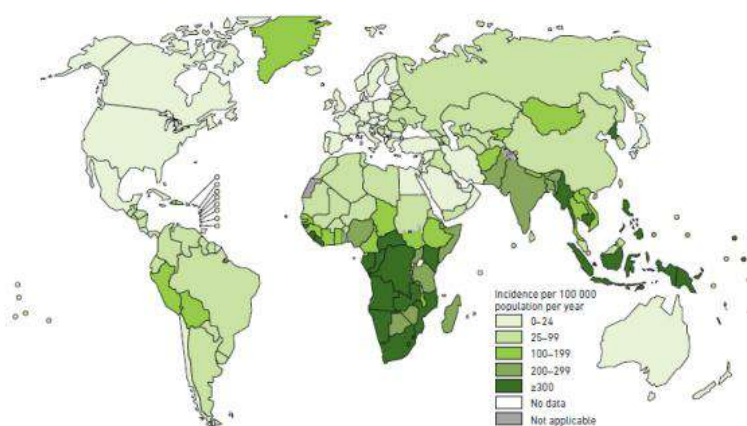 Incidence per 100 000
population per year
0–24
25–99
100–199
200–299
≥300
No data
Not applicable